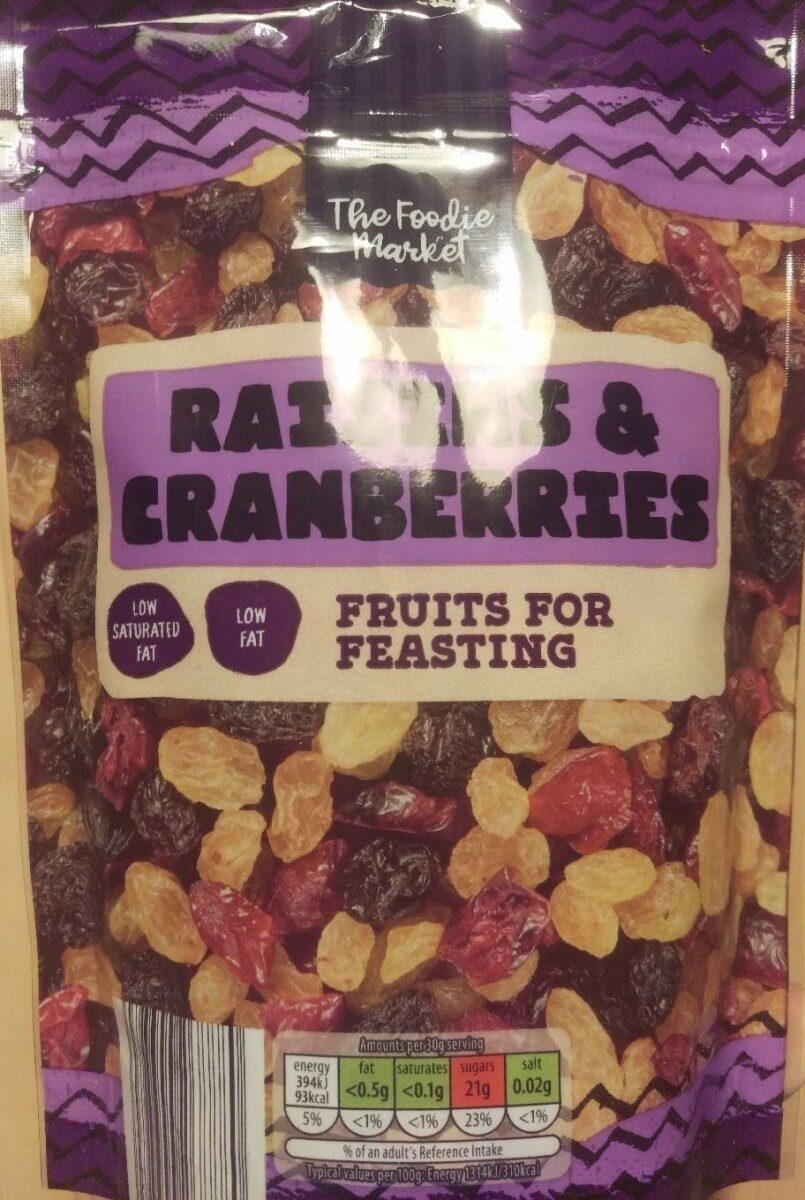 The Foodie
Market
RAISINS &
CRANBERRIES
LOW
SATURATED
FAT
LOW
FAT
FRUITS FOR
FEASTING
Amounts per 30g serving
energy
394kJ
93kcal
5%
fat
<0.5g
<1%
saturates
<0.1g
<1%
sugars
21g
23%
salt
0.02g
<1%
% of an adult's Reference Intake
Typical values per 100g: Energy 1314kJ/310kcal